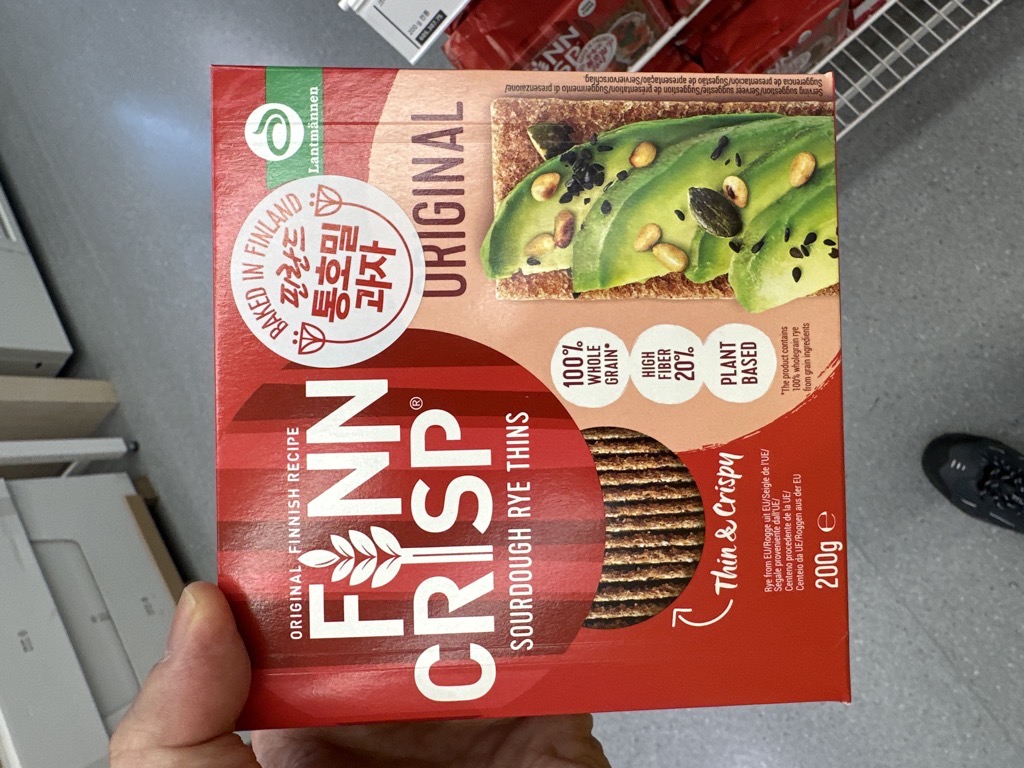 Lantmännen
BAKED IN FINLAND
핀란드
통호밀
과자
ORIGINAL
ORIGINAL FINNISH RECIPE
FINN
CRISP®
SOURDOUGH RYE THINS
100%
WHOLE
GRAIN*
HIGH
FIBER
20%
PLANT
BASED
*The product contains
100% wholegrain rye
from grain ingredients
Thin & Crispy
Rye from EU/Rogge uit EU/Seigle de l'UE/
Segale proveniente dall'UE/
Centeno procedente de la UE/
Centeio da UE/Roggen aus der EU
200g ℮
Serving suggestion/Serveer suggestie/Suggestion de présentation/Suggerimento di presentazione/
Sugerencia de presentación/Sugestão de apresentação/Serviervorschlag.